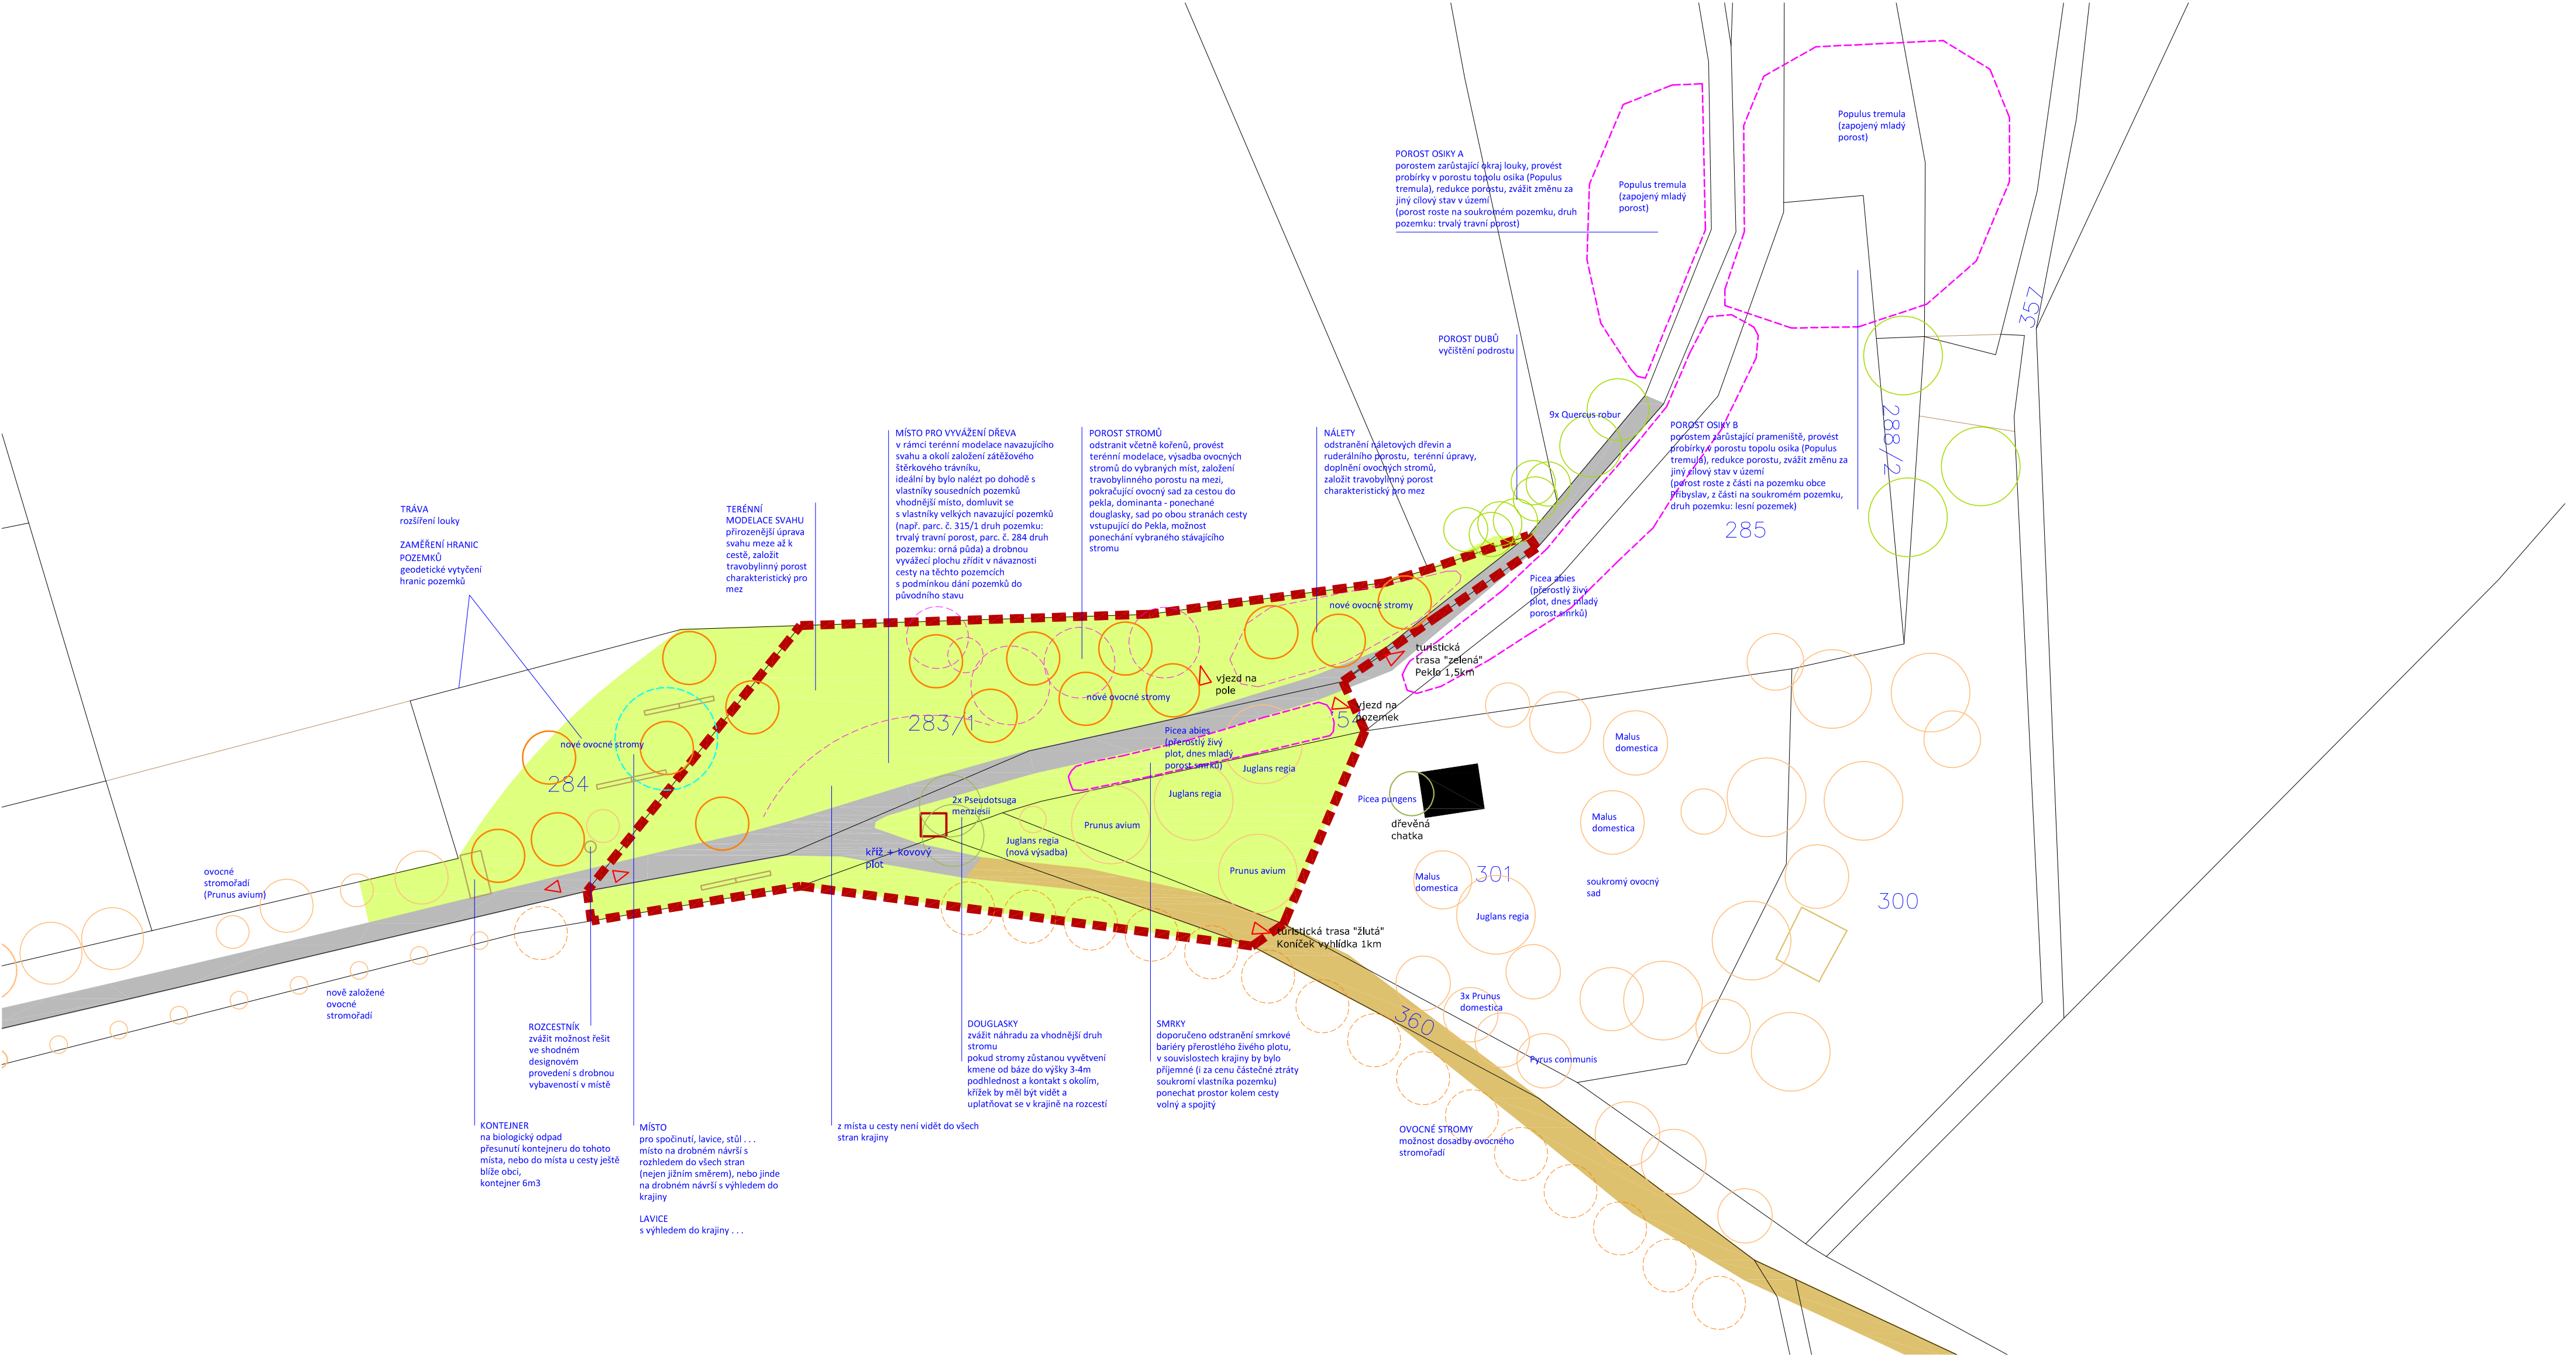 Populus tremula
(zapojený mladý
porost)
POROST OSIKY A
porostem zarůstající okraj louky, provést
probírky v porostu topolu osika (Populus
tremula), redukce porostu, zvážit změnu za
jiný cílový stav v území
(porost roste na soukromém pozemku, druh
pozemku: trvalý travní porost)
Populus tremula
(zapojený mladý
porost)
357
POROST DUBŮ
vyčištění podrostu
9x Quercus robur
288/2
POROST OSIKY B
porostem zarůstající prameniště, provést
probírky v porostu topolu osika (Populus
tremula), redukce porostu, zvážit změnu za
jiný cílový stav v území
(porost roste z části na pozemku obce
Přibyslav, z části na soukromém pozemku,
druh pozemku: lesní pozemek)
285
MÍSTO PRO VYVÁŽENÍ DŘEVA
v rámci terénní modelace navazujícího
svahu a okolí založení zátěžového
štěrkového trávníku,
ideální by bylo nalézt po dohodě s
vlastníky sousedních pozemků
vhodnější místo, domluvit se
s vlastníky velkých navazující pozemků
(např. parc. č. 315/1 druh pozemku:
trvalý travní porost, parc. č. 284 druh
pozemku: orná půda) a drobnou
vyvážecí plochu zřídit v návaznosti
cesty na těchto pozemcích
s podmínkou dání pozemků do
původního stavu
POROST STROMŮ
odstranit včetně kořenů, provést
terénní modelace, výsadba ovocných
stromů do vybraných míst, založení
travobylinného porostu na mezi,
pokračující ovocný sad za cestou do
pekla, dominanta - ponechané
douglasky, sad po obou stranách cesty
vstupující do Pekla, možnost
ponechání vybraného stávajícího
stromu
NÁLETY
odstranění náletových dřevin a
ruderálního porostu,  terénní úpravy,
doplnění ovocných stromů,
založit travobylinný porost
charakteristický pro mez
TRÁVA
rozšíření louky
ZAMĚŘENÍ HRANIC
POZEMKŮ
geodetické vytyčení
hranic pozemků
TERÉNNÍ
MODELACE SVAHU
přirozenější úprava
svahu meze až k
cestě, založit
travobylinný porost
charakteristický pro
mez
Picea abies
(přerostlý živý
plot, dnes mladý
porost smrků)
nové ovocné stromy
turistická
trasa "zelená"
Peklo 1,5km
vjezd na
pole
nové ovocné stromy
vjezd na
pozemek
54
283/1
nové ovocné stromy
284
Picea abies
(přerostlý živý
plot, dnes mladý
porost smrků)
Juglans regia
Juglans regia
Malus
domestica
Picea pungens
2x Pseudotsuga
menziesii
Prunus avium
dřevěná
chatka
Malus
domestica
Juglans regia
(nová výsadba)
kříž + kovový
plot
Prunus avium
Malus
domestica
301
soukromý ovocný
sad
300
Juglans regia
ovocné
stromořadí
(Prunus avium)
turistická trasa "žlutá"
Koníček vyhlídka 1km
nově založené
ovocné
stromořadí
3x Prunus
domestica
360
Pyrus communis
ROZCESTNÍK
zvážit možnost řešit
ve shodném
designovém
provedení s drobnou
vybaveností v místě
DOUGLASKY
zvážit náhradu za vhodnější druh
stromu
pokud stromy zůstanou vyvětvení
kmene od báze do výšky 3-4m
podhlednost a kontakt s okolím,
křížek by měl být vidět a
uplatňovat se v krajině na rozcestí
SMRKY
doporučeno odstranění smrkové
bariéry přerostlého živého plotu,
v souvislostech krajiny by bylo
příjemné (i za cenu částečné ztráty
soukromí vlastníka pozemku)
ponechat prostor kolem cesty
volný a spojitý
KONTEJNER
na biologický odpad
přesunutí kontejneru do tohoto
místa, nebo do místa u cesty ještě
blíže obci,
kontejner 6m3
MÍSTO
pro spočinutí, lavice, stůl . . .
místo na drobném návrší s
rozhledem do všech stran
(nejen jižním směrem), nebo jinde
na drobném návrší s výhledem do
krajiny
LAVICE
s výhledem do krajiny . . .
z místa u cesty není vidět do všech
stran krajiny
OVOCNÉ STROMY
možnost dosadby ovocného
stromořadí